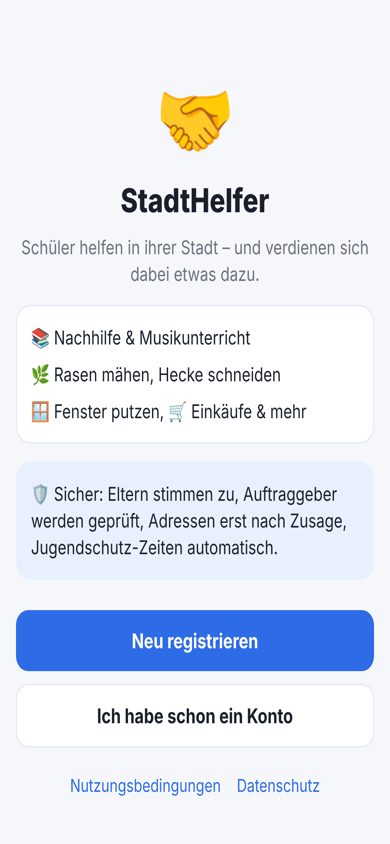 StadtHelfer
Schüler helfen in ihrer Stadt – und verdienen sich
dabei etwas dazu.
📚 Nachhilfe & Musikunterricht
🌿 Rasen mähen, Hecke schneiden
🪟 Fenster putzen, 🛒 Einkäufe & mehr
🛡️ Sicher: Eltern stimmen zu, Auftraggeber
werden geprüft, Adressen erst nach Zusage,
Jugendschutz-Zeiten automatisch.
Neu registrieren
Ich habe schon ein Konto
Nutzungsbedingungen Datenschutz